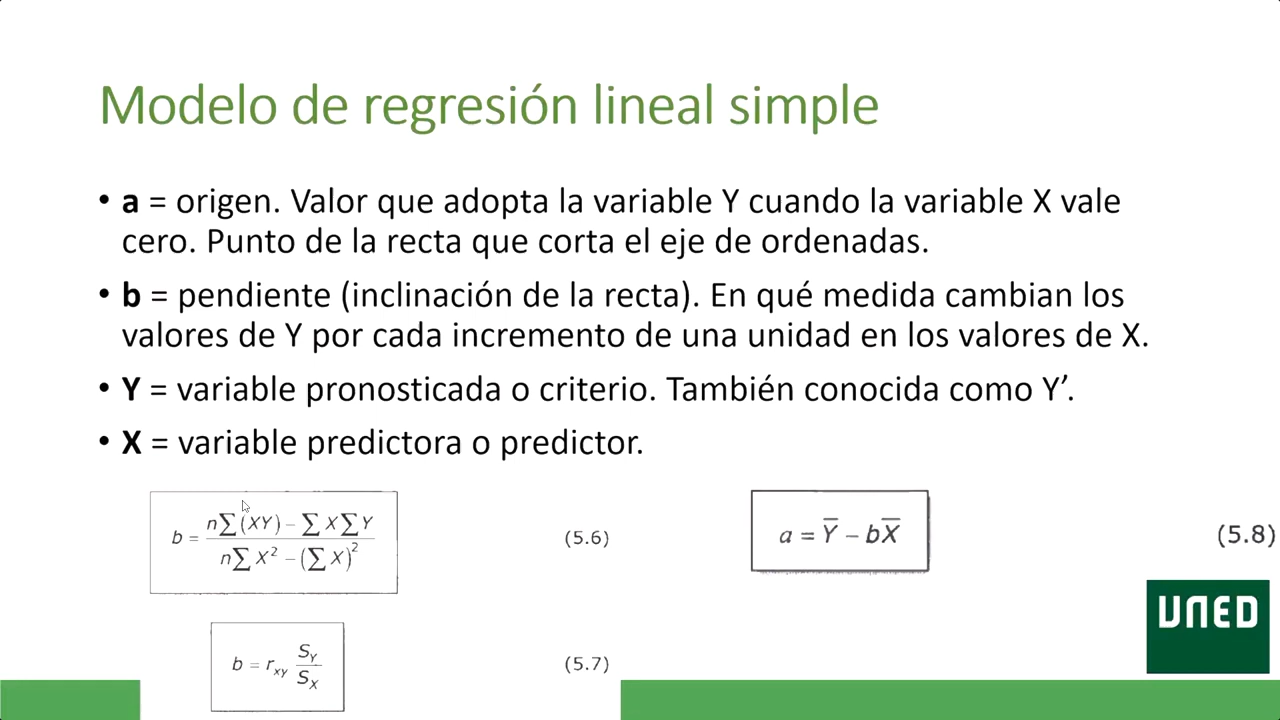 Modelo de regresión lineal simple
• a = origen. Valor que adopta la variable Y cuando la variable X vale
cero. Punto de la recta que corta el eje de ordenadas.
• b = pendiente (inclinación de la recta). En qué medida cambian los
valores de Y por cada incremento de una unidad en los valores de X.
• Y = variable pronosticada o criterio. También conocida como Y’.
• X = variable predictora o predictor.
b = (n∑(XY) – ∑X∑Y) / (n∑X² – (∑X)²) (5.6)
a = Y̅ – bX̅ (5.8)
UNED
b = r_xy S_Y / S_X (5.7)